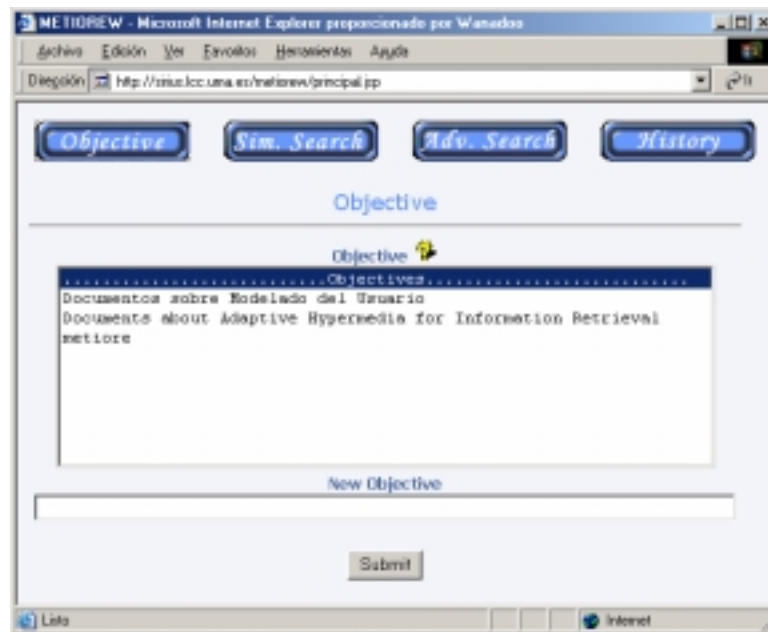 METIOREW - Microsoft Internet Explorer proporcionado por Wanadoo
Archivo Edición Ver Favoritos Herramientas Ayuda
Dirección http://sirius.lcc.uma.es/metiorew/principal.jsp
Objective Sim. Search Adv. Search History
Objective
Objective
............................Objectives............................
Documentos sobre Modelado del Usuario
Documents about Adaptive Hypermedia for Information Retrieval
metiore
New Objective
Submit
Listo Internet